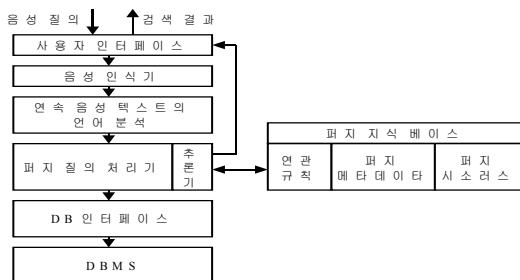 음성 질의
검색 결과
사용자 인터페이스
음성 인식기
연속 음성 텍스트의
언어 분석
퍼지 질의 처리기
추
론
기
퍼지 지식 베이스
연관
규칙
퍼지
메타데이타
퍼지
시소러스
DB 인터페이스
DBMS